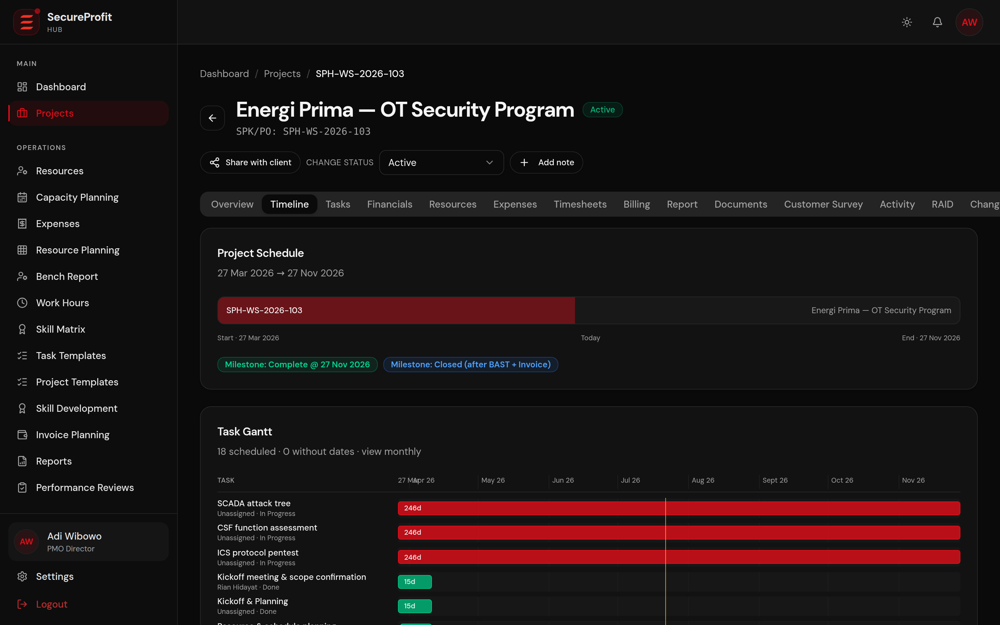 SecureProfit
HUB
AW
MAIN
Dashboard
Projects
OPERATIONS
Resources
Capacity Planning
Expenses
Resource Planning
Bench Report
Work Hours
Skill Matrix
Task Templates
Project Templates
Skill Development
Invoice Planning
Reports
Performance Reviews
AW
Adi Wibowo
PMO Director
Settings
Logout
Dashboard / Projects / SPH-WS-2026-103
Energi Prima — OT Security Program
Active
SPK/PO: SPH-WS-2026-103
Share with client
CHANGE STATUS
Active
Add note
Overview Timeline Tasks Financials Resources Expenses Timesheets Billing Report Documents Customer Survey Activity RAID Chang
Project Schedule
27 Mar 2026 → 27 Nov 2026
SPH-WS-2026-103
Energi Prima — OT Security Program
Start · 27 Mar 2026
Today
End · 27 Nov 2026
Milestone: Complete @ 27 Nov 2026
Milestone: Closed (after BAST + Invoice)
Task Gantt
18 scheduled · 0 without dates · view monthly
TASK 27 Mar Apr 26 May 26 Jun 26 Jul 26 Aug 26 Sept 26 Oct 26 Nov 26
SCADA attack tree
Unassigned · In Progress
246d
CSF function assessment
Unassigned · In Progress
246d
ICS protocol pentest
Unassigned · In Progress
246d
Kickoff meeting & scope confirmation
Rian Hidayat · Done
15d
Kickoff & Planning
Unassigned · Done
15d